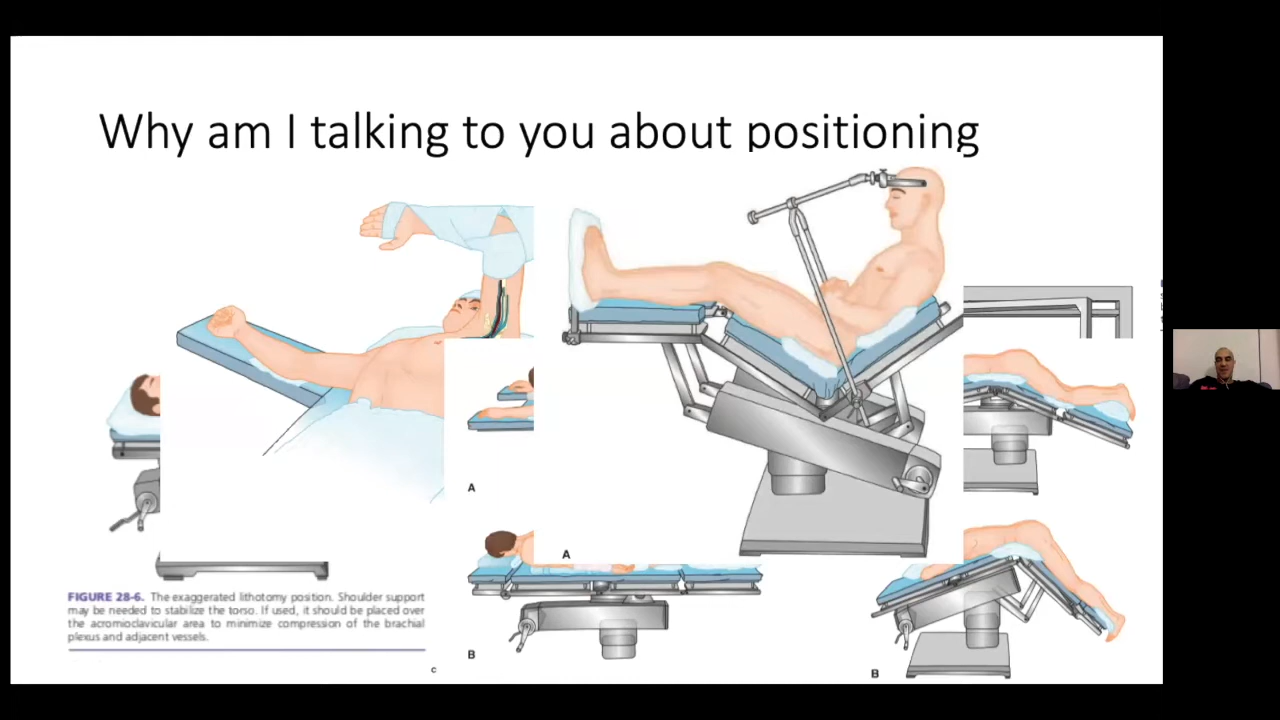 Why am I talking to you about positioning
A
A
FIGURE 28-6. The exaggerated lithotomy position. Shoulder support
may be needed to stabilize the torso. If used, it should be placed over
the acromioclavicular area to minimize compression of the brachial
plexus and adjacent vessels.
B
C
B